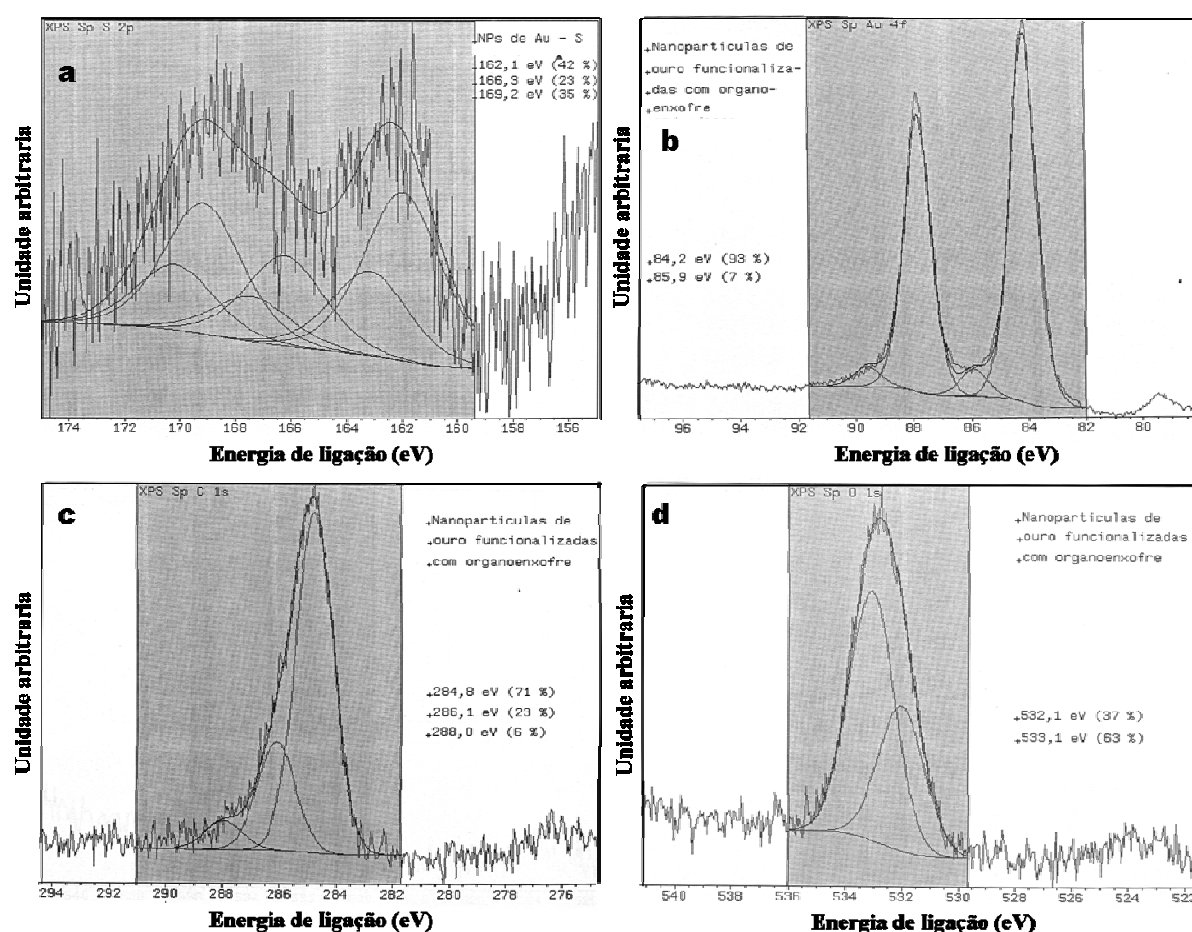 XPS Sp S 2p
a
NPs de Au - S
162,1 eV (42 %)
166,3 eV (23 %)
169,2 eV (35 %)
Unidade arbitraria
174 172 170 168 166 164 162 160 158 156
Energia de ligação (eV)
XPS Sp Au 4f
Nanoparticulas de
ouro funcionaliza-
das com organo-
enxofre
b
84,2 eV (93 %)
85,9 eV (7 %)
Unidade arbitraria
96 94 92 90 88 86 84 82 80
Energia de ligação (eV)
XPS Sp C 1s
c
Nanoparticulas de
ouro funcionalizadas
com organoenxofre
284,8 eV (71 %)
286,1 eV (23 %)
288,0 eV (6 %)
Unidade arbitraria
294 292 290 288 286 284 282 280 278 276
Energia de ligação (eV)
XPS Sp O 1s
d
Nanoparticulas de
ouro funcionalizadas
com organoenxofre
532,1 eV (37 %)
533,1 eV (63 %)
Unidade arbitraria
540 538 536 534 532 530 528 526 524 522
Energia de ligação (eV)